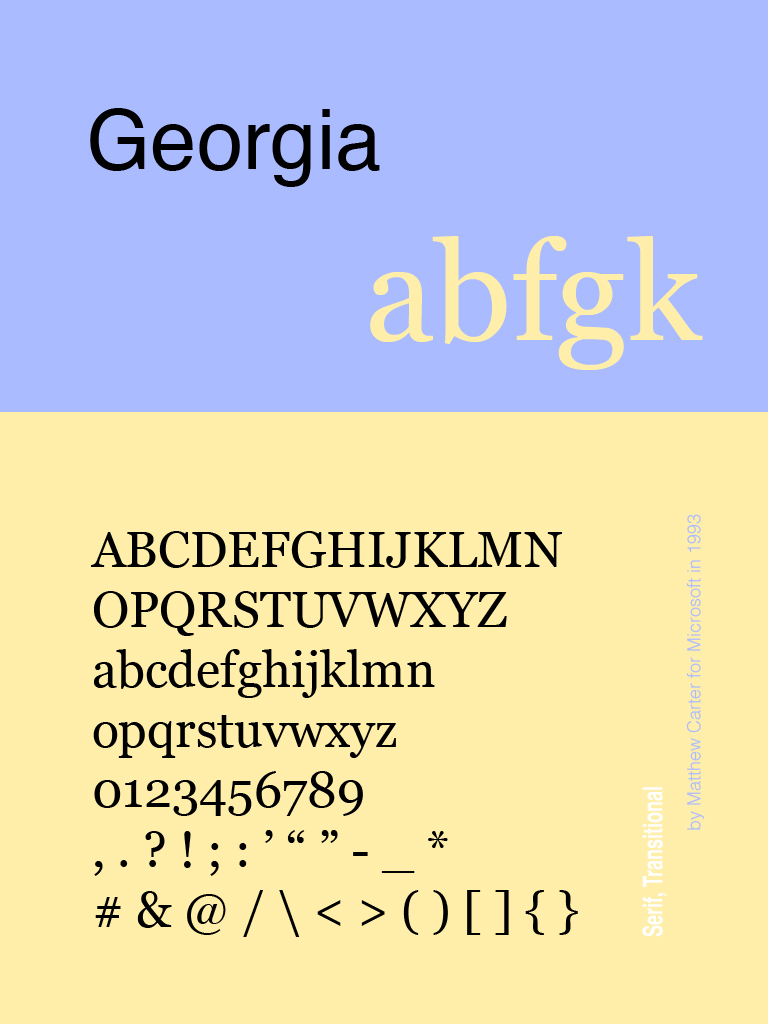 Georgia
abfgk
ABCDEFGHIJKLMN
OPQRSTUVWXYZ
abcdefghijklmn
opqrstuvwxyz
0123456789
, . ? ! ; : ’ “ ” - _ *
# & @ / \ < > ( ) [ ] { }
Serif, Transitional
by Matthew Carter for Microsoft in 1993